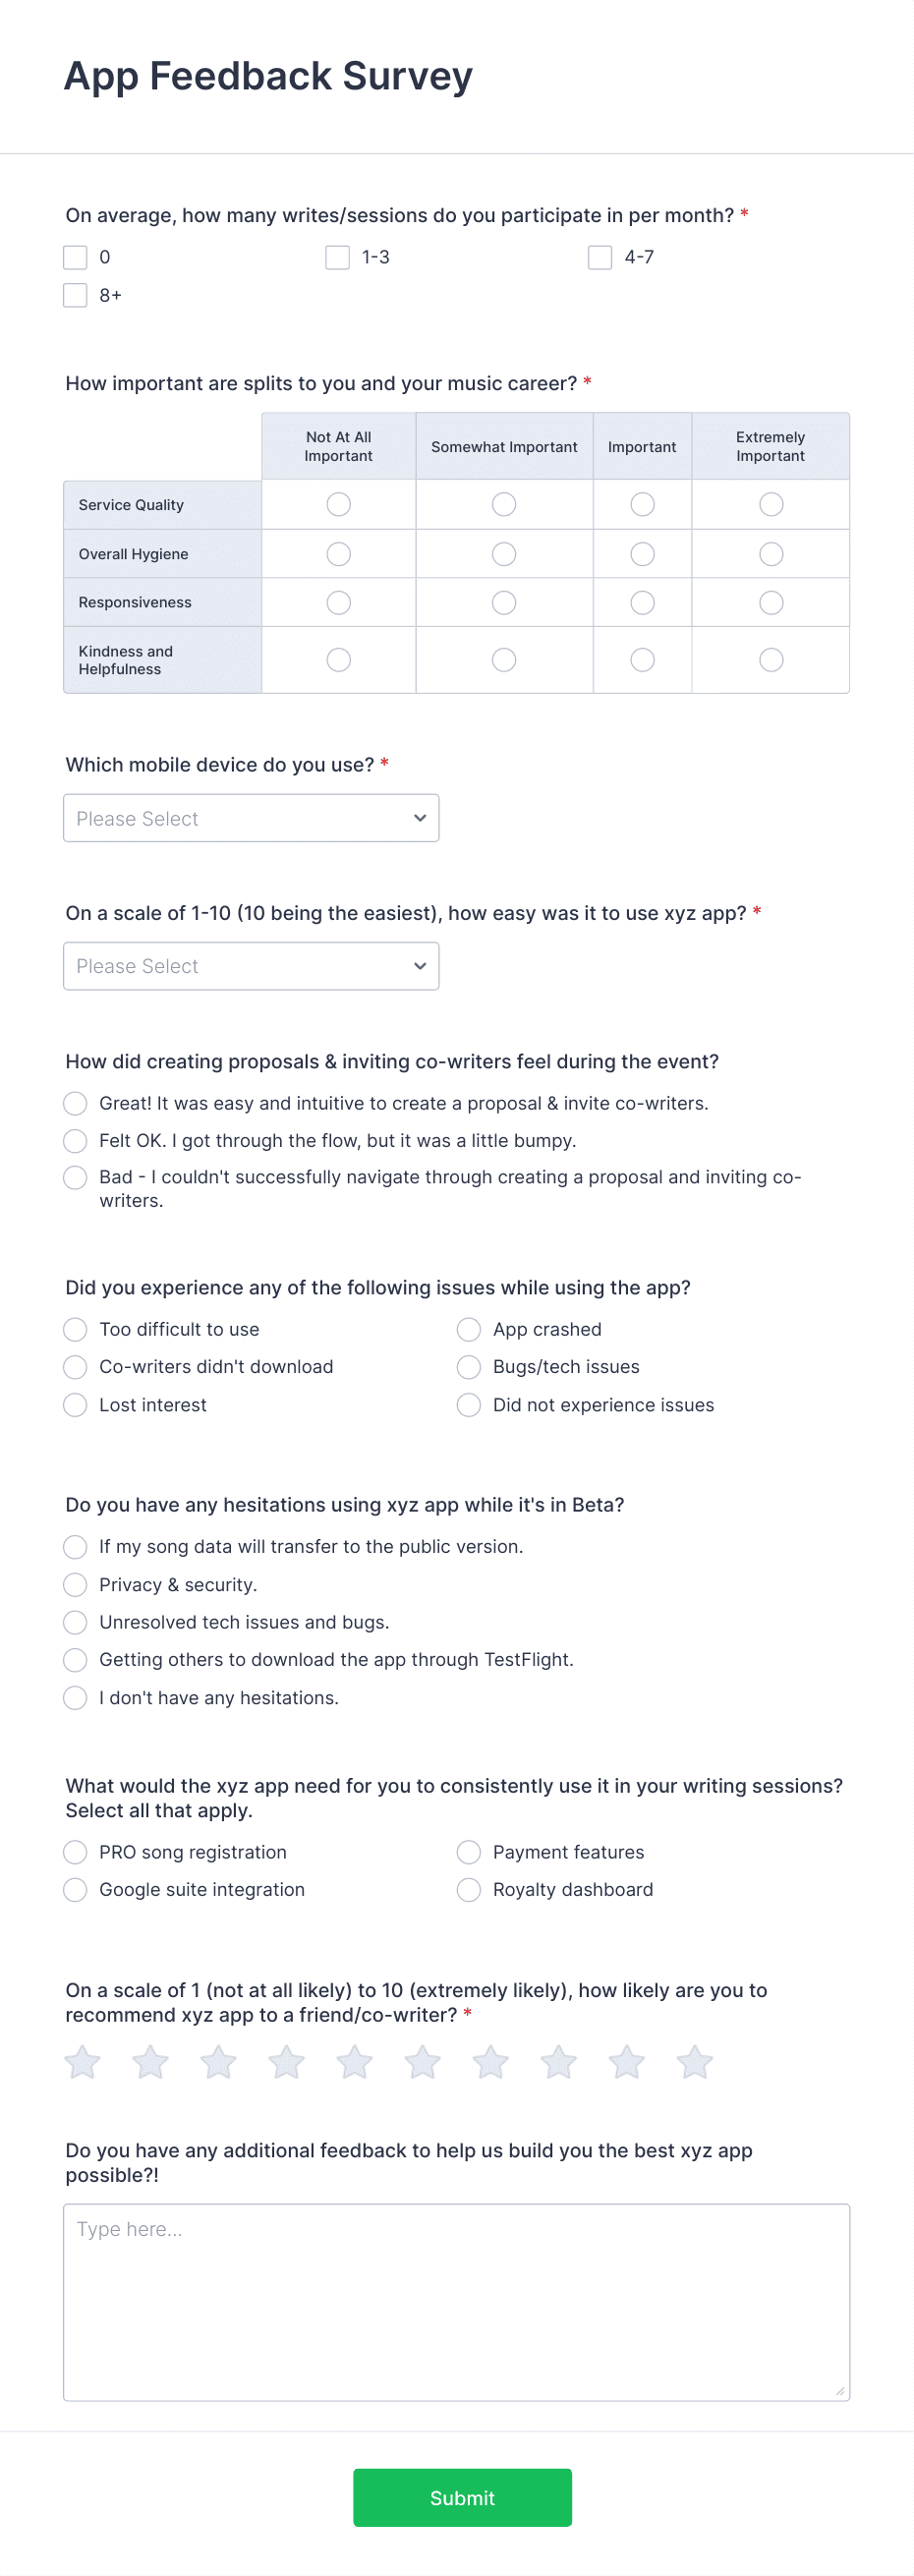 App Feedback Survey
On average, how many writes/sessions do you participate in per month? *
0
1-3
4-7
8+
How important are splits to you and your music career? *
Not At All
Important
Somewhat Important
Important
Extremely
Important
Service Quality
Overall Hygiene
Responsiveness
Kindness and
Helpfulness
Which mobile device do you use? *
Please Select
On a scale of 1-10 (10 being the easiest), how easy was it to use xyz app? *
Please Select
How did creating proposals & inviting co-writers feel during the event?
Great! It was easy and intuitive to create a proposal & invite co-writers.
Felt OK. I got through the flow, but it was a little bumpy.
Bad - I couldn't successfully navigate through creating a proposal and inviting co-
writers.
Did you experience any of the following issues while using the app?
Too difficult to use
App crashed
Co-writers didn't download
Bugs/tech issues
Lost interest
Did not experience issues
Do you have any hesitations using xyz app while it's in Beta?
If my song data will transfer to the public version.
Privacy & security.
Unresolved tech issues and bugs.
Getting others to download the app through TestFlight.
I don't have any hesitations.
What would the xyz app need for you to consistently use it in your writing sessions?
Select all that apply.
PRO song registration
Payment features
Google suite integration
Royalty dashboard
On a scale of 1 (not at all likely) to 10 (extremely likely), how likely are you to
recommend xyz app to a friend/co-writer? *
Do you have any additional feedback to help us build you the best xyz app
possible?!
Type here...
Submit